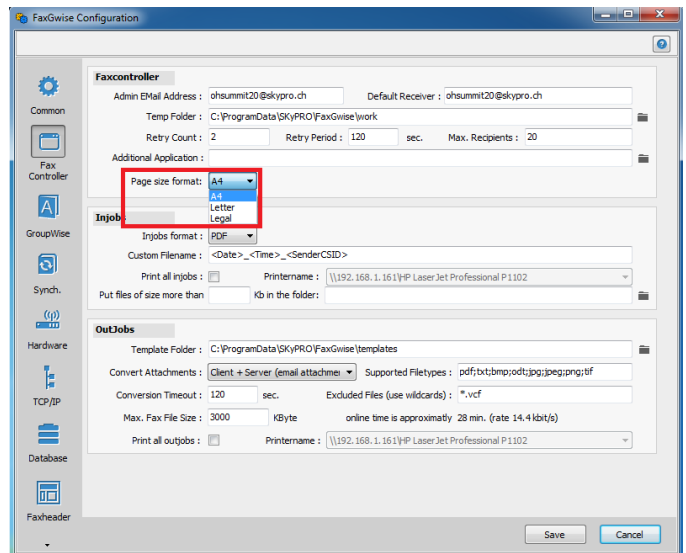 FaxGwise Configuration
Common
Fax
Controller
GroupWise
Synch.
Hardware
TCP/IP
Database
Faxheader
Faxcontroller
Admin EMail Address : ohsummit20@skypro.ch Default Receiver : ohsummit20@skypro.ch
Temp Folder : C:\ProgramData\SKyPRO\FaxGwise\work
Retry Count : 2 Retry Period : 120 sec. Max. Recipients : 20
Additional Application :
Page size format: A4
A4
Letter
Legal
Injobs
Injobs format : PDF
Custom Filename : <Date>_<Time>_<SenderCSID>
Print all injobs : Printername : \\192.168.1.161\HP LaserJet Professional P1102
Put files of size more than Kb in the folder:
OutJobs
Template Folder : C:\ProgramData\SKyPRO\FaxGwise\templates
Convert Attachments : Client + Server (email attachmei Supported Filetypes : pdf;txt;bmp;odt;jpg;jpeg;png;tif
Conversion Timeout : 120 sec. Excluded Files (use wildcards) : *.vcf
Max. Fax File Size : 3000 KByte online time is approximatly 28 min. (rate 14.4 kbit/s)
Print all outjobs : Printername : \\192.168.1.161\HP LaserJet Professional P1102
Save Cancel